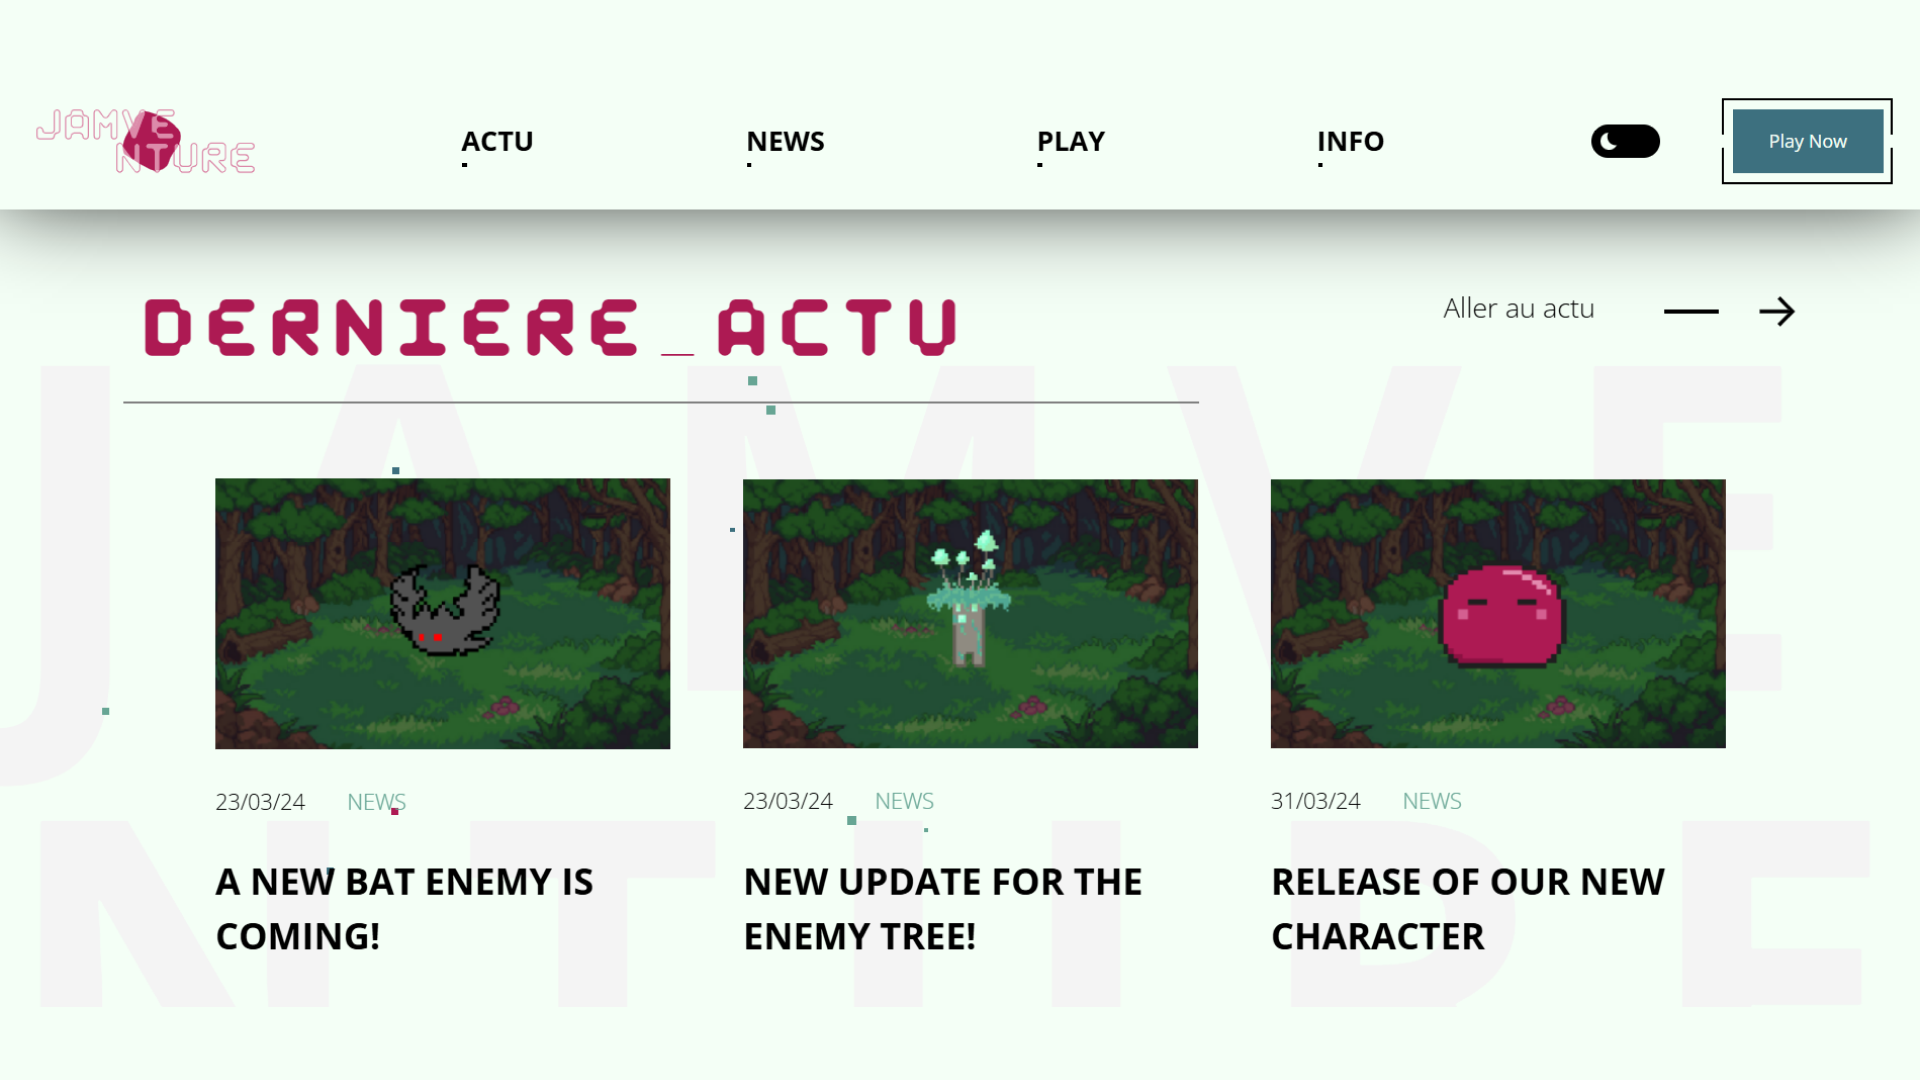 JAMVE
NTURE
ACTU
NEWS
PLAY
INFO
Play Now
DERNIERE_ACTU
Aller au actu
JAMVE
23/03/24 NEWS
23/03/24 NEWS
31/03/24 NEWS
A NEW BAT ENEMY IS
COMING!
NEW UPDATE FOR THE
ENEMY TREE!
RELEASE OF OUR NEW
CHARACTER